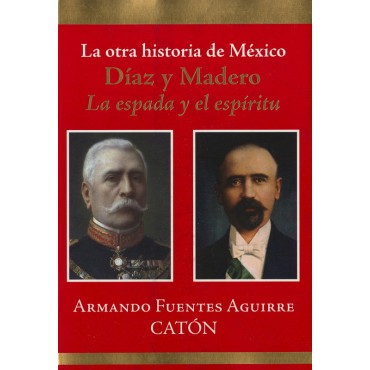 La otra historia de México
Díaz y Madero
La espada y el espíritu
ARMANDO FUENTES AGUIRRE
CATÓN